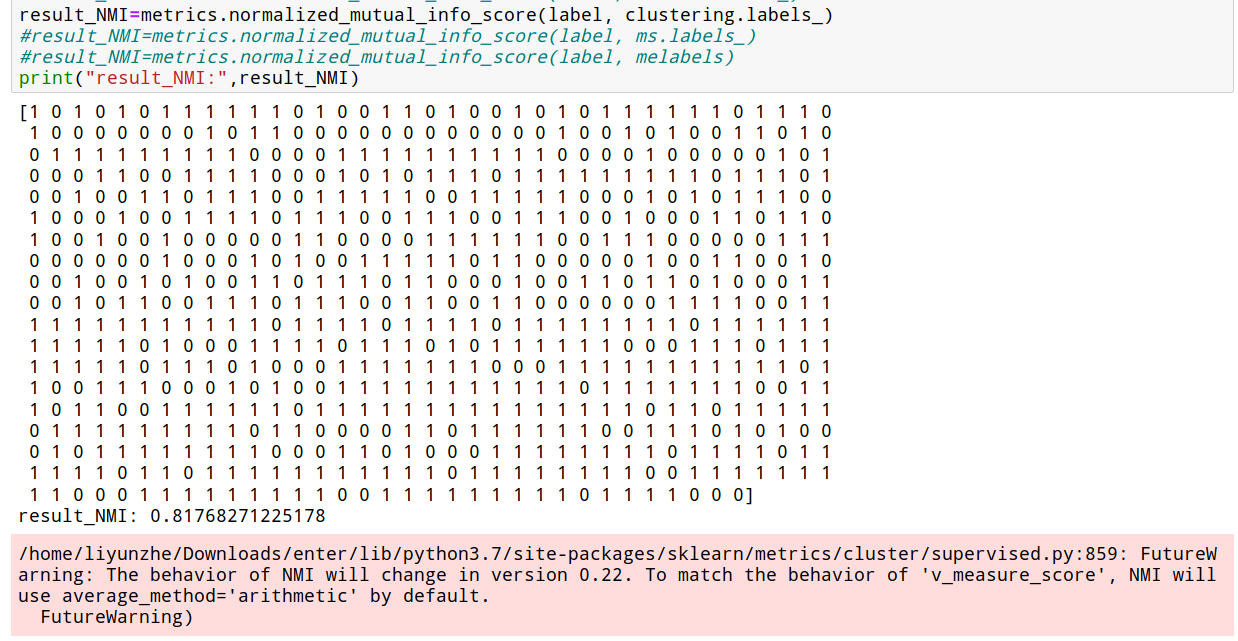 result_NMI=metrics.normalized_mutual_info_score(label, clustering.labels_)
#result_NMI=metrics.normalized_mutual_info_score(label, ms.labels_)
#result_NMI=metrics.normalized_mutual_info_score(label, melabels)
print("result_NMI:",result_NMI)
[1 0 1 0 1 0 1 1 1 1 1 1 0 1 0 0 1 1 0 1 0 0 1 0 1 0 1 1 1 1 1 1 0 1 1 1 0
1 0 0 0 0 0 0 0 1 0 1 1 0 0 0 0 0 0 0 0 0 0 0 0 1 0 0 1 0 1 0 0 1 1 0 1 0
0 1 1 1 1 1 1 1 1 1 0 0 0 0 1 1 1 1 1 1 1 1 1 1 0 0 0 0 1 0 0 0 0 0 1 0 1
0 0 0 1 1 0 0 1 1 1 1 0 0 0 1 0 1 0 1 1 1 0 1 1 1 1 1 1 1 1 1 0 1 1 1 0 1
0 0 1 0 0 1 1 0 1 1 1 0 0 1 1 1 1 1 0 0 1 1 1 1 1 0 0 0 1 0 1 0 1 1 1 0 0
1 0 0 0 1 0 0 1 1 1 1 0 1 1 1 0 0 1 1 1 0 0 1 1 1 0 0 1 0 0 0 1 1 0 1 1 0
1 0 0 1 0 0 1 0 0 0 0 0 1 1 0 0 0 0 1 1 1 1 1 1 0 0 1 1 1 0 0 0 0 0 1 1 1
0 0 0 0 0 0 1 0 0 0 1 0 1 0 0 1 1 1 1 1 0 1 1 0 0 0 0 0 1 0 0 1 1 0 0 1 0
0 0 1 0 0 1 0 1 0 0 1 1 0 1 1 1 0 1 1 0 0 0 1 0 0 1 1 0 1 1 0 1 0 0 0 1 1
0 0 1 0 1 1 0 0 1 1 1 0 1 1 1 0 0 1 1 0 0 1 1 0 0 0 0 0 0 1 1 1 1 0 0 1 1
1 1 1 1 1 1 1 1 1 1 1 0 1 1 1 1 0 1 1 1 1 0 1 1 1 1 1 1 1 1 0 1 1 1 1 1 1
1 1 1 1 1 0 1 0 0 0 1 1 1 1 0 1 1 1 0 1 0 1 1 1 1 1 1 0 0 0 1 1 1 0 1 1 1
1 1 1 1 1 0 1 1 1 0 1 0 0 0 1 1 1 1 1 1 1 0 0 0 1 1 1 1 1 1 1 1 1 1 1 0 1
1 0 0 1 1 1 0 0 0 1 0 1 0 0 1 1 1 1 1 1 1 1 1 1 1 0 1 1 1 1 1 1 1 0 0 1 1
1 0 1 1 0 0 1 1 1 1 1 1 0 1 1 1 1 1 1 1 1 1 1 1 1 1 1 1 0 1 1 0 1 1 1 1 1
0 1 1 1 1 1 1 1 1 1 0 1 1 0 0 0 0 1 1 0 1 1 1 1 1 1 0 0 1 1 1 0 1 0 1 0 0
0 1 0 1 1 1 1 1 1 1 1 0 0 0 1 1 0 1 0 0 0 1 1 1 1 1 1 1 1 0 1 1 1 1 0 1 1
1 1 1 1 0 1 1 0 1 1 1 1 1 1 1 1 1 1 1 0 1 1 1 1 1 1 1 1 0 0 1 1 1 1 1 1 1
1 1 0 0 0 1 1 1 1 1 1 1 1 1 0 0 1 1 1 1 1 1 1 1 1 0 1 1 1 1 0 0 0]
result_NMI: 0.81768271225178
/home/liyunzhe/Downloads/enter/lib/python3.7/site-packages/sklearn/metrics/cluster/supervised.py:859: FutureW
arning: The behavior of NMI will change in version 0.22. To match the behavior of 'v_measure_score', NMI will
use average_method='arithmetic' by default.
FutureWarning)